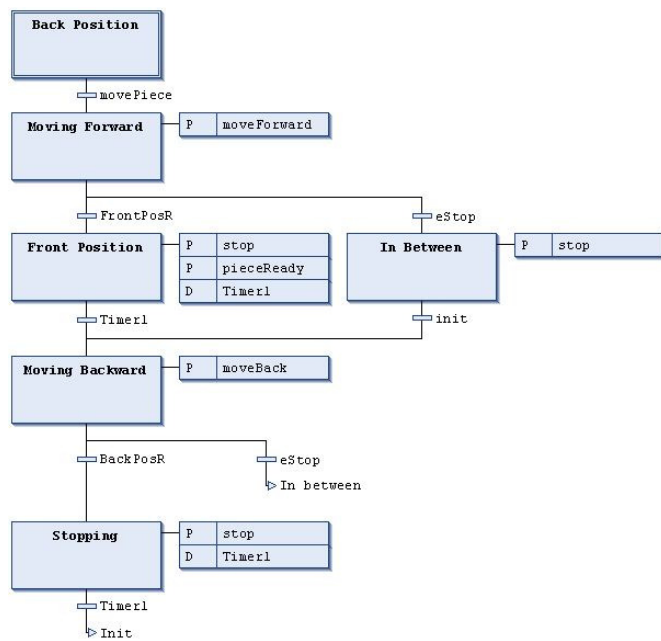 Back Position
movePiece
Moving Forward
P moveForward
FrontPosR
eStop
Front Position
P stop
P pieceReady
D Timer1
In Between
P stop
Timer1
init
Moving Backward
P moveBack
BackPosR
eStop
In between
Stopping
P stop
D Timer1
Timer1
Init